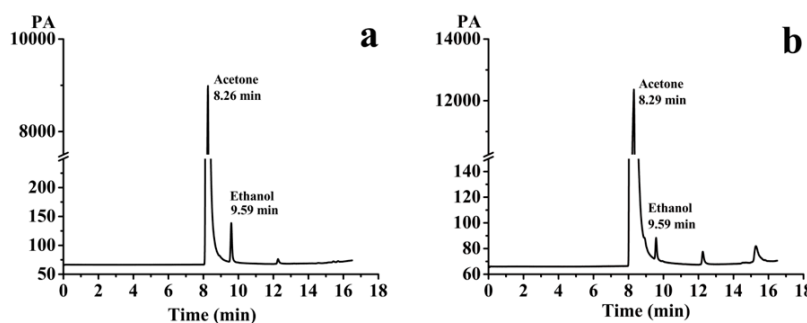 PA
a
10000
Acetone
8.26 min
8000
200
150
Ethanol
9.59 min
100
50
0 2 4 6 8 10 12 14 16 18
Time (min)
PA
b
14000
Acetone
8.29 min
12000
140
120
Ethanol
9.59 min
100
80
60
0 2 4 6 8 10 12 14 16 18
Time (min)